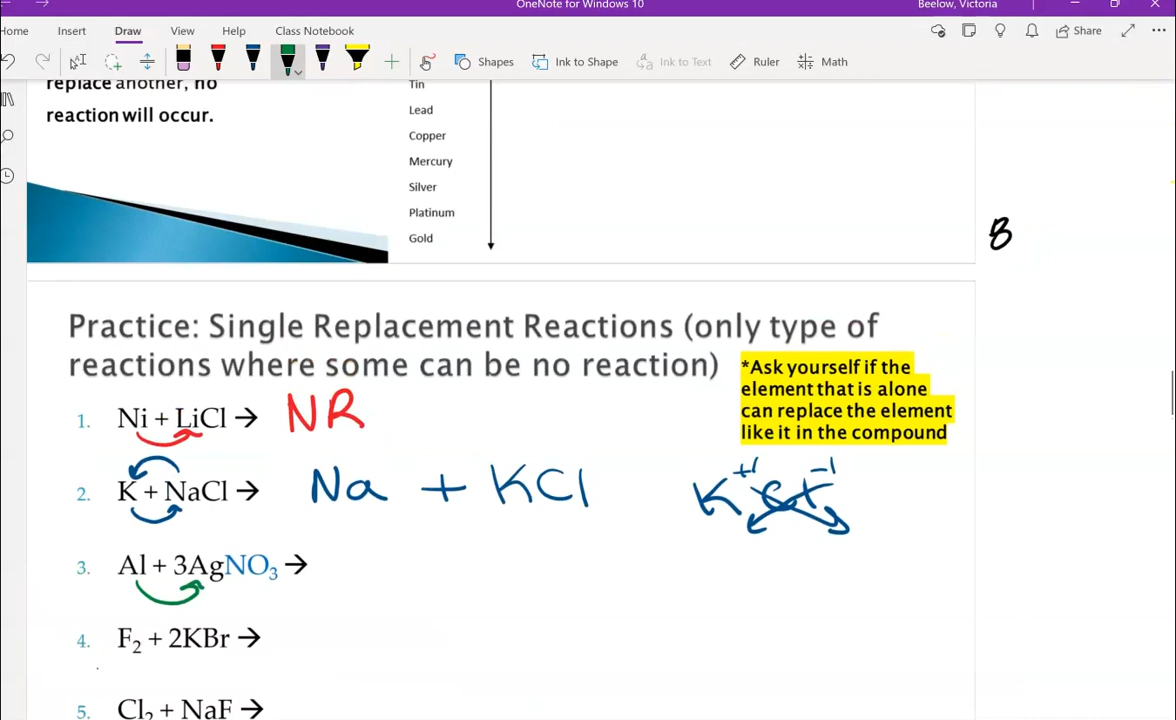 OneNote for Windows 10
Beelow, Victoria
Home Insert Draw View Help Class Notebook
Share
Shapes Ink to Shape Ink to Text Ruler Math
replace another, no
reaction will occur.
Tin
Lead
Copper
Mercury
Silver
Platinum
Gold
8
Practice: Single Replacement Reactions (only type of
reactions where some can be no reaction)
*Ask yourself if the
element that is alone
can replace the element
like it in the compound
1. Ni + LiCl → NR
2. K + NaCl → Na + KCl K+1 Cl-1
3. Al + 3AgNO3 →
4. F2 + 2KBr →
5. Cl2 + NaF →